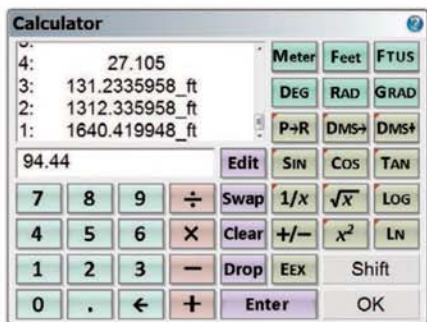 Calculator
4: 27.105
3: 131.2335958_ft
2: 1312.335958_ft
1: 1640.419948_ft
Meter Feet FTUS
DEG RAD GRAD
P→R DMS→ DMS+
94.44 Edit SIN COS TAN
7 8 9 ÷ Swap 1/x √x LOG
4 5 6 × Clear +/− x² LN
1 2 3 − Drop EEX Shift
0 . ← + Enter OK